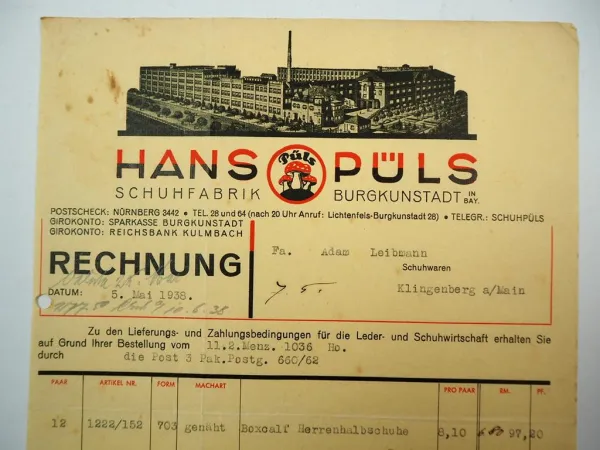 HANS Püls PÜLS
SCHUHFABRIK BURGKUNSTADT IN BAY.
POSTSCHECK: NÜRNBERG 3442 • TEL. 28 und 64 (nach 20 Uhr Anruf: Lichtenfels-Burgkunstadt 28) • TELEGR.: SCHUHPÜLS
GIROKONTO: SPARKASSE BURGKUNSTADT
GIROKONTO: REICHSBANK KULMBACH
Fa. Adam Leibmann
Schuhwaren
RECHNUNG
7. 5. Klingenberg a/Main
DATUM: 5. Mai 1938.
Zu den Lieferungs- und Zahlungsbedingungen für die Leder- und Schuhwirtschaft erhalten Sie
auf Grund Ihrer Bestellung vom 11.2.Menz. 1036 Ho.
durch die Post 3 Pak.Postg. 660/62
PAAR ARTIKEL NR. FORM MACHART PRO PAAR RM. PF.
12 1222/152 703 genäht Boxcalf Herrenhalbschuhe 8,10 97,20